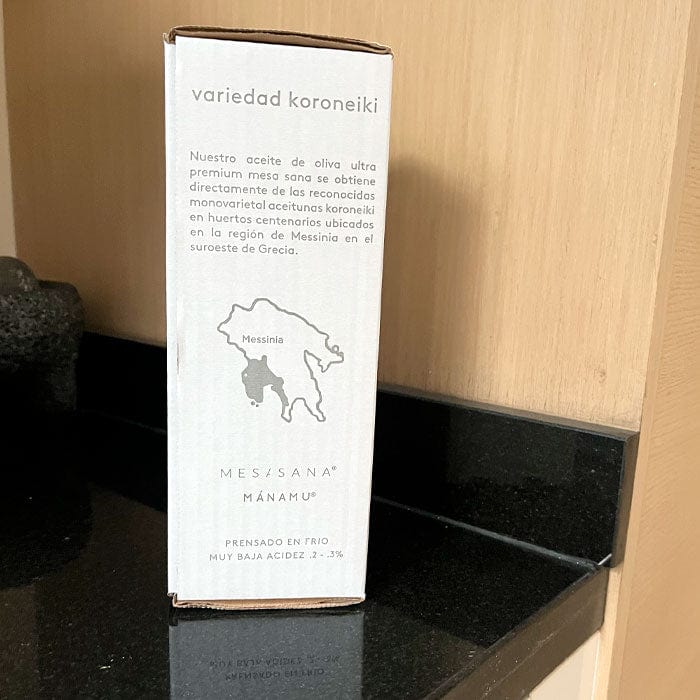 variedad koroneiki
Nuestro aceite de oliva ultra
premium mesa sana se obtiene
directamente de las reconocidas
monovarietal aceitunas koroneiki
en huertos centenarios ubicados
en la región de Messinia en el
suroeste de Grecia.
Messinia
MES/SANA®
MÁNAMU®
PRENSADO EN FRIO
MUY BAJA ACIDEZ .2 - .3%